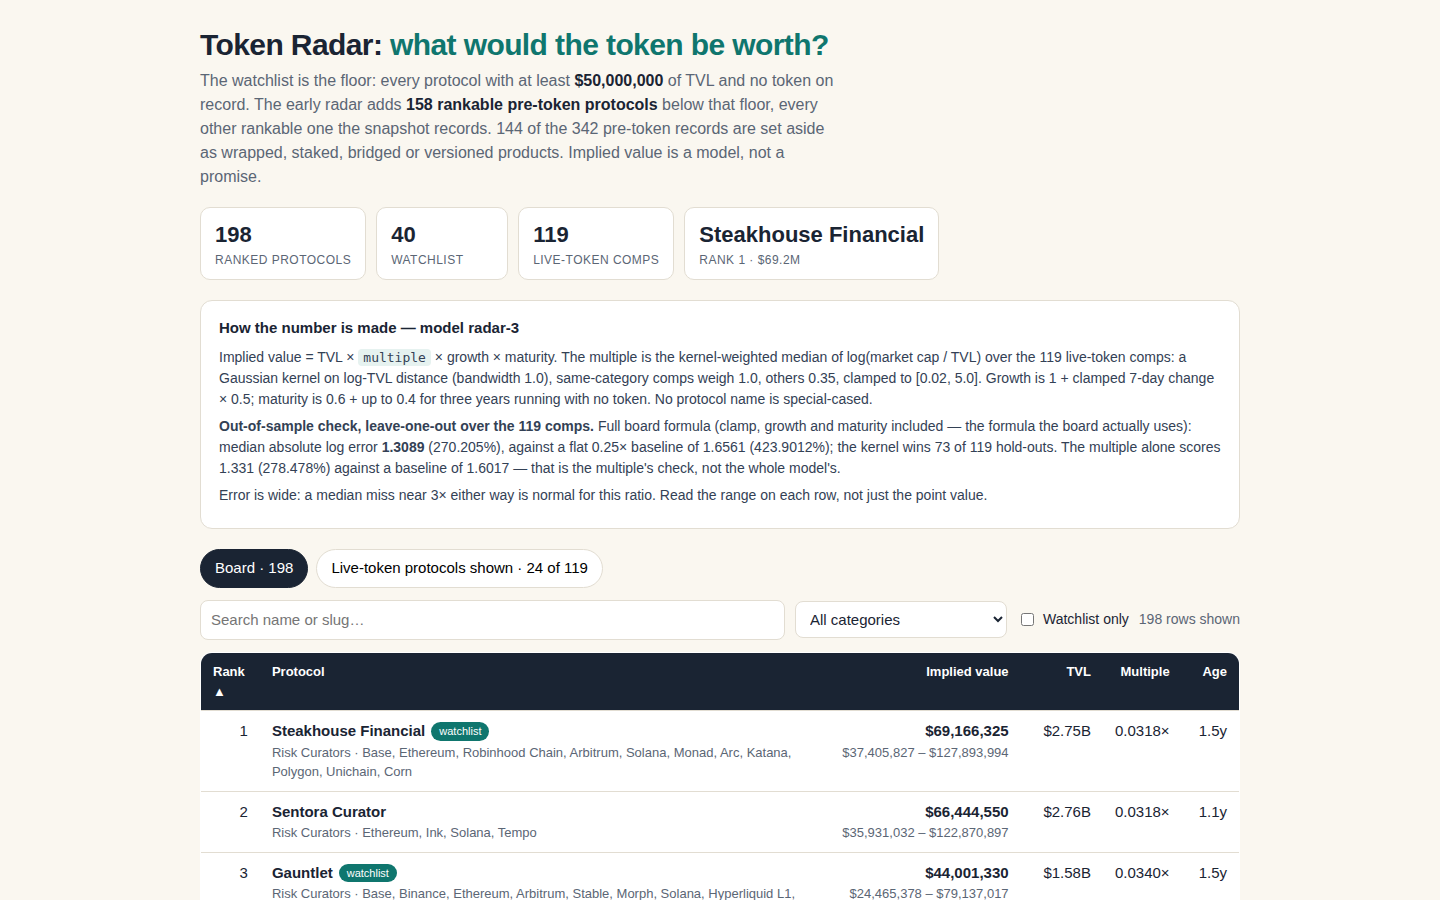 Token Radar: what would the token be worth?
The watchlist is the floor: every protocol with at least $50,000,000 of TVL and no token on
record. The early radar adds 158 rankable pre-token protocols below that floor, every
other rankable one the snapshot records. 144 of the 342 pre-token records are set aside
as wrapped, staked, bridged or versioned products. Implied value is a model, not a
promise.
198
RANKED PROTOCOLS
40
WATCHLIST
119
LIVE-TOKEN COMPS
Steakhouse Financial
RANK 1 · $69.2M
How the number is made — model radar-3
Implied value = TVL × multiple × growth × maturity. The multiple is the kernel-weighted median of log(market cap / TVL) over the 119 live-token comps: a
Gaussian kernel on log-TVL distance (bandwidth 1.0), same-category comps weigh 1.0, others 0.35, clamped to [0.02, 5.0]. Growth is 1 + clamped 7-day change
× 0.5; maturity is 0.6 + up to 0.4 for three years running with no token. No protocol name is special-cased.
Out-of-sample check, leave-one-out over the 119 comps. Full board formula (clamp, growth and maturity included — the formula the board actually uses):
median absolute log error 1.3089 (270.205%), against a flat 0.25× baseline of 1.6561 (423.9012%); the kernel wins 73 of 119 hold-outs. The multiple alone scores
1.331 (278.478%) against a baseline of 1.6017 — that is the multiple's check, not the whole model's.
Error is wide: a median miss near 3× either way is normal for this ratio. Read the range on each row, not just the point value.
Board · 198
Live-token protocols shown · 24 of 119
Search name or slug…
All categories
Watchlist only
198 rows shown
Rank ▲
Protocol
Implied value
TVL
Multiple
Age
1
Steakhouse Financial watchlist
$69,166,325
$2.75B
0.0318×
1.5y
Risk Curators · Base, Ethereum, Robinhood Chain, Arbitrum, Solana, Monad, Arc, Katana,
Polygon, Unichain, Corn
$37,405,827 – $127,893,994
2
Sentora Curator
$66,444,550
$2.76B
0.0318×
1.1y
Risk Curators · Ethereum, Ink, Solana, Tempo
$35,931,032 – $122,870,897
3
Gauntlet watchlist
$44,001,330
$1.58B
0.0340×
1.5y
Risk Curators · Base, Binance, Ethereum, Arbitrum, Stable, Morph, Solana, Hyperliquid L1,
$24,465,378 – $79,137,017